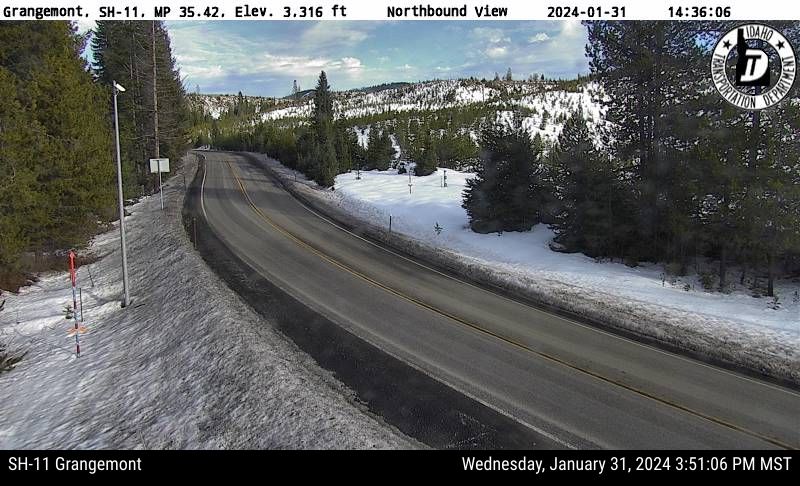 Grangemont, SH-11, MP 35.42, Elev. 3,316 ft Northbound View 2024-01-31 14:36:06
IDAHO
TRANSPORTATION DEPARTMENT
SH-11 Grangemont Wednesday, January 31, 2024 3:51:06 PM MST